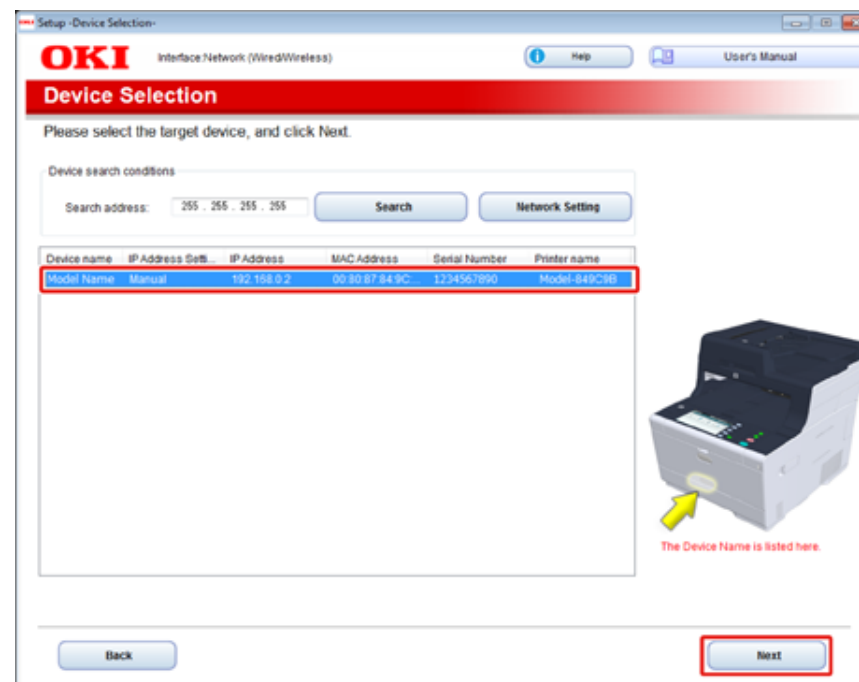 Setup -Device Selection-
OKI Interface:Network (Wired/Wireless) Help User's Manual
Device Selection
Please select the target device, and click Next.
Device search conditions
Search address: 255 . 255 . 255 . 255 Search Network Setting
Device name IP Address Setti... IP Address MAC Address Serial Number Printer name
Model Name Manual 192.168.0.2 00:80:87:84:9C:... 1234567890 Model-849C9B
The Device Name is listed here.
Back Next